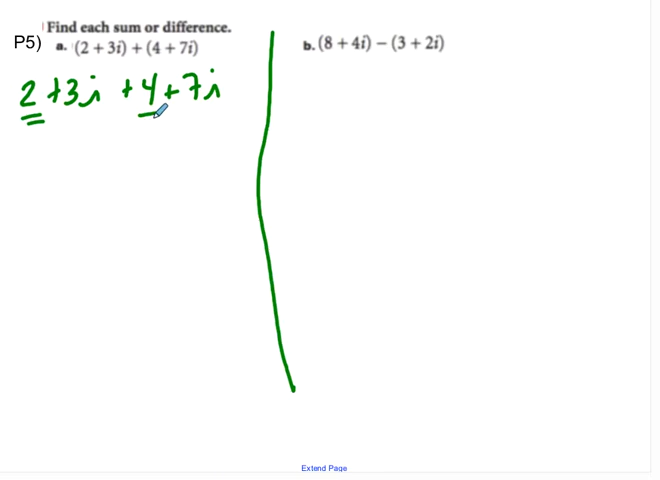 Find each sum or difference.
P5) a. (2 + 3i) + (4 + 7i)
b. (8 + 4i) − (3 + 2i)
2 + 3i + 4 + 7i
Extend Page